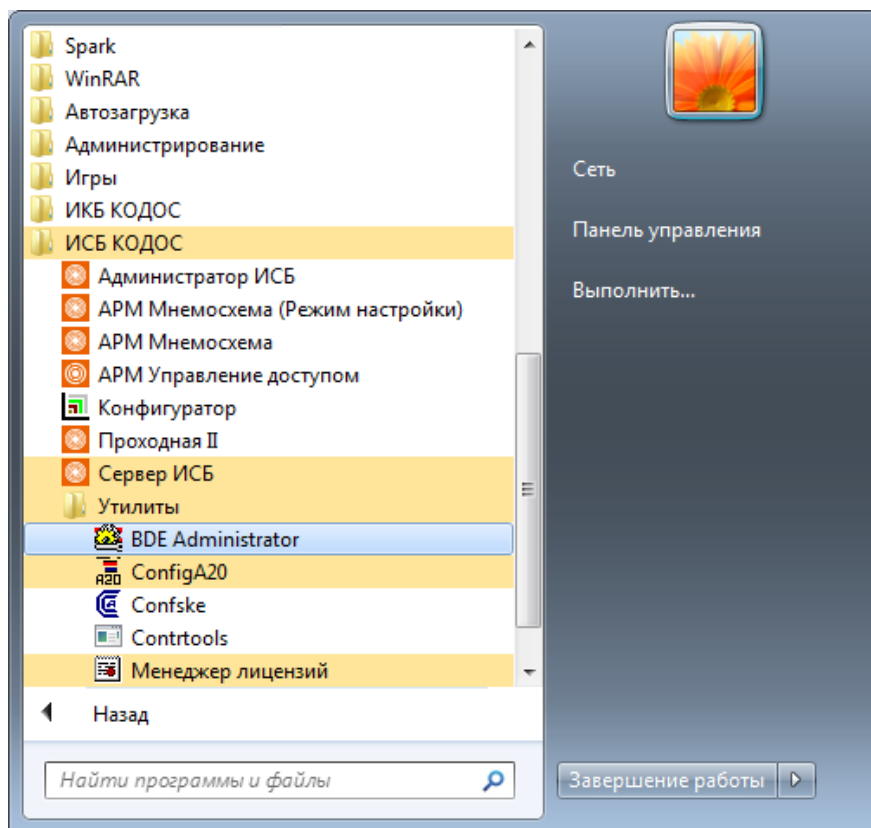 Spark
WinRAR
Автозагрузка
Администрирование
Игры
ИКБ КОДОС
ИСБ КОДОС
Администратор ИСБ
АРМ Мнемосхема (Режим настройки)
АРМ Мнемосхема
АРМ Управление доступом
Конфигуратор
Проходная II
Сервер ИСБ
Утилиты
BDE Administrator
A20 ConfigA20
Confske
Contrtools
Менеджер лицензий
Назад
Найти программы и файлы
Сеть
Панель управления
Выполнить...
Завершение работы